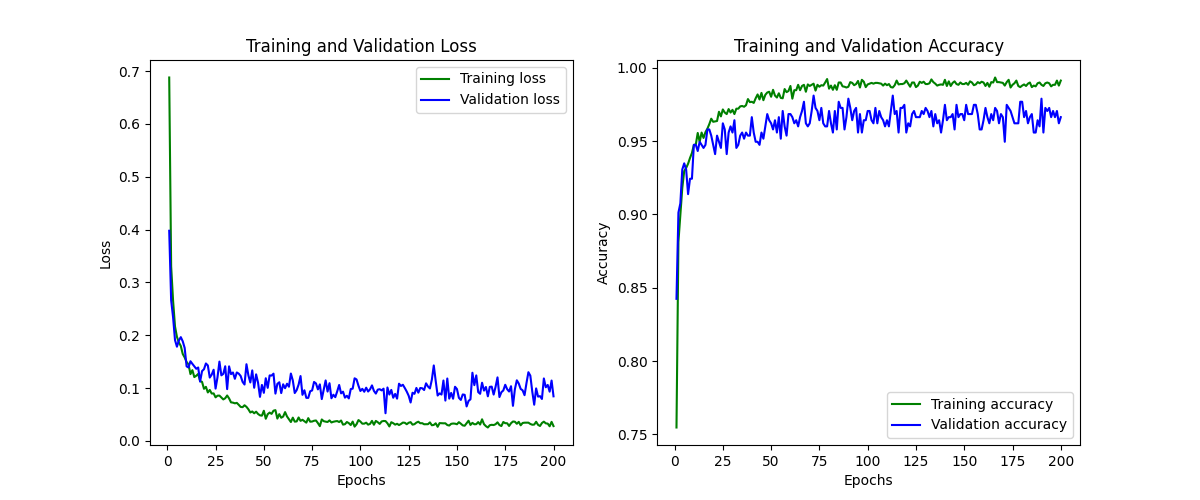 Training and Validation Loss
Training loss
Validation loss
0.7
0.6
0.5
0.4
0.3
0.2
0.1
0.0
Loss
0 25 50 75 100 125 150 175 200
Epochs
Training and Validation Accuracy
1.00
0.95
0.90
0.85
0.80
0.75
Accuracy
Training accuracy
Validation accuracy
0 25 50 75 100 125 150 175 200
Epochs